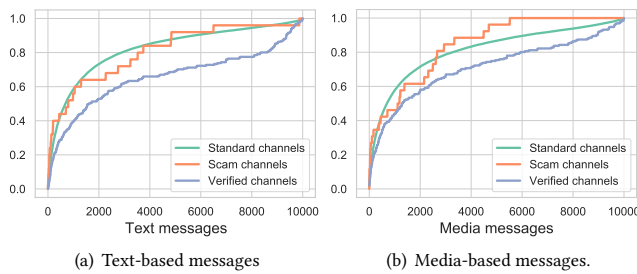 1.0
0.8
0.6
0.4
0.2
0.0
0 2000 4000 6000 8000 10000
Text messages
Standard channels
Scam channels
Verified channels
(a) Text-based messages
1.0
0.8
0.6
0.4
0.2
0.0
0 2000 4000 6000 8000 10000
Media messages
Standard channels
Scam channels
Verified channels
(b) Media-based messages.